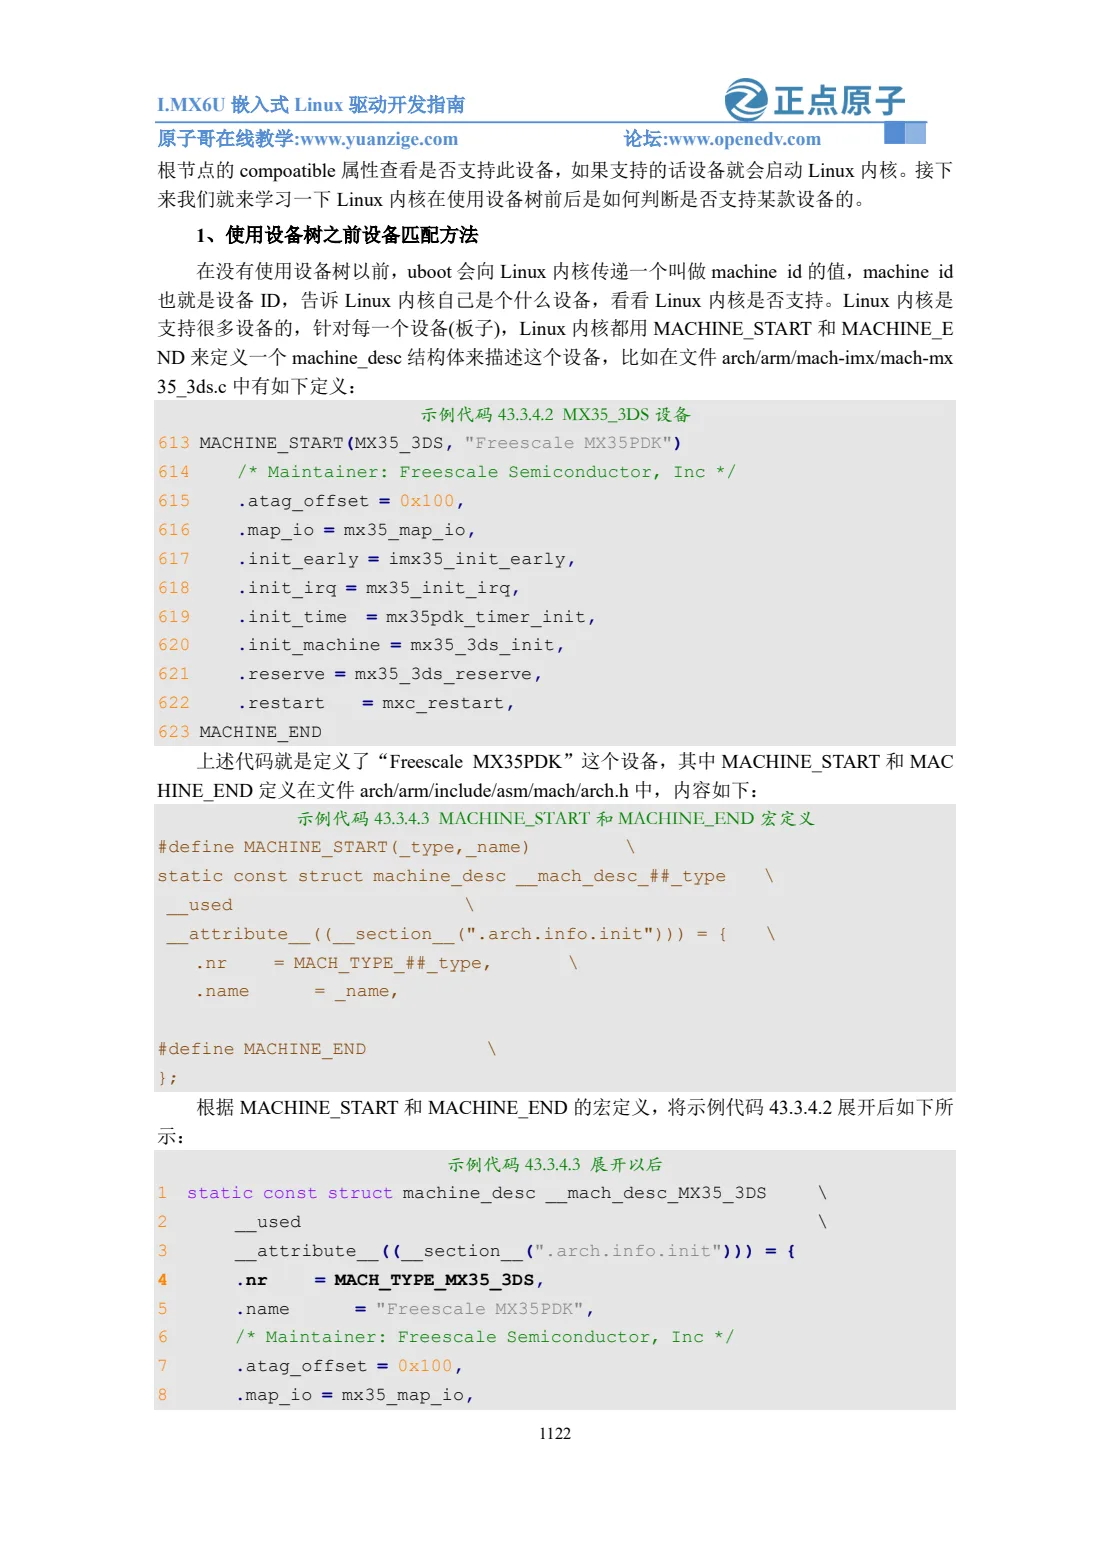 I.MX6U 嵌入式 Linux 驱动开发指南
正点原子
原子哥在线教学:www.yuanzige.com 论坛:www.openedv.com
根节点的 compoatible 属性查看是否支持此设备，如果支持的话设备就会启动 Linux 内核。接下
来我们就来学习一下 Linux 内核在使用设备树前后是如何判断是否支持某款设备的。
1、使用设备树之前设备匹配方法
在没有使用设备树以前，uboot 会向 Linux 内核传递一个叫做 machine id 的值，machine id
也就是设备 ID，告诉 Linux 内核自己是个什么设备，看看 Linux 内核是否支持。Linux 内核是
支持很多设备的，针对每一个设备(板子)，Linux 内核都用 MACHINE_START 和 MACHINE_E
ND 来定义一个 machine_desc 结构体来描述这个设备，比如在文件 arch/arm/mach-imx/mach-mx
35_3ds.c 中有如下定义：
示例代码 43.3.4.2 MX35_3DS 设备
613 MACHINE_START(MX35_3DS, "Freescale MX35PDK")
614 /* Maintainer: Freescale Semiconductor, Inc */
615 .atag_offset = 0x100,
616 .map_io = mx35_map_io,
617 .init_early = imx35_init_early,
618 .init_irq = mx35_init_irq,
619 .init_time = mx35pdk_timer_init,
620 .init_machine = mx35_3ds_init,
621 .reserve = mx35_3ds_reserve,
622 .restart = mxc_restart,
623 MACHINE_END
上述代码就是定义了“Freescale MX35PDK”这个设备，其中 MACHINE_START 和 MAC
HINE_END 定义在文件 arch/arm/include/asm/mach/arch.h 中，内容如下：
示例代码 43.3.4.3 MACHINE_START 和 MACHINE_END 宏定义
#define MACHINE_START(_type,_name) \
static const struct machine_desc __mach_desc_##_type \
__used \
__attribute__((__section__(".arch.info.init"))) = { \
.nr = MACH_TYPE_##_type, \
.name = _name,
#define MACHINE_END \
};
根据 MACHINE_START 和 MACHINE_END 的宏定义，将示例代码 43.3.4.2 展开后如下所
示：
示例代码 43.3.4.3 展开以后
1 static const struct machine_desc __mach_desc_MX35_3DS \
2 __used \
3 __attribute__((__section__(".arch.info.init"))) = {
4 .nr = MACH_TYPE_MX35_3DS,
5 .name = "Freescale MX35PDK",
6 /* Maintainer: Freescale Semiconductor, Inc */
7 .atag_offset = 0x100,
8 .map_io = mx35_map_io,
1122